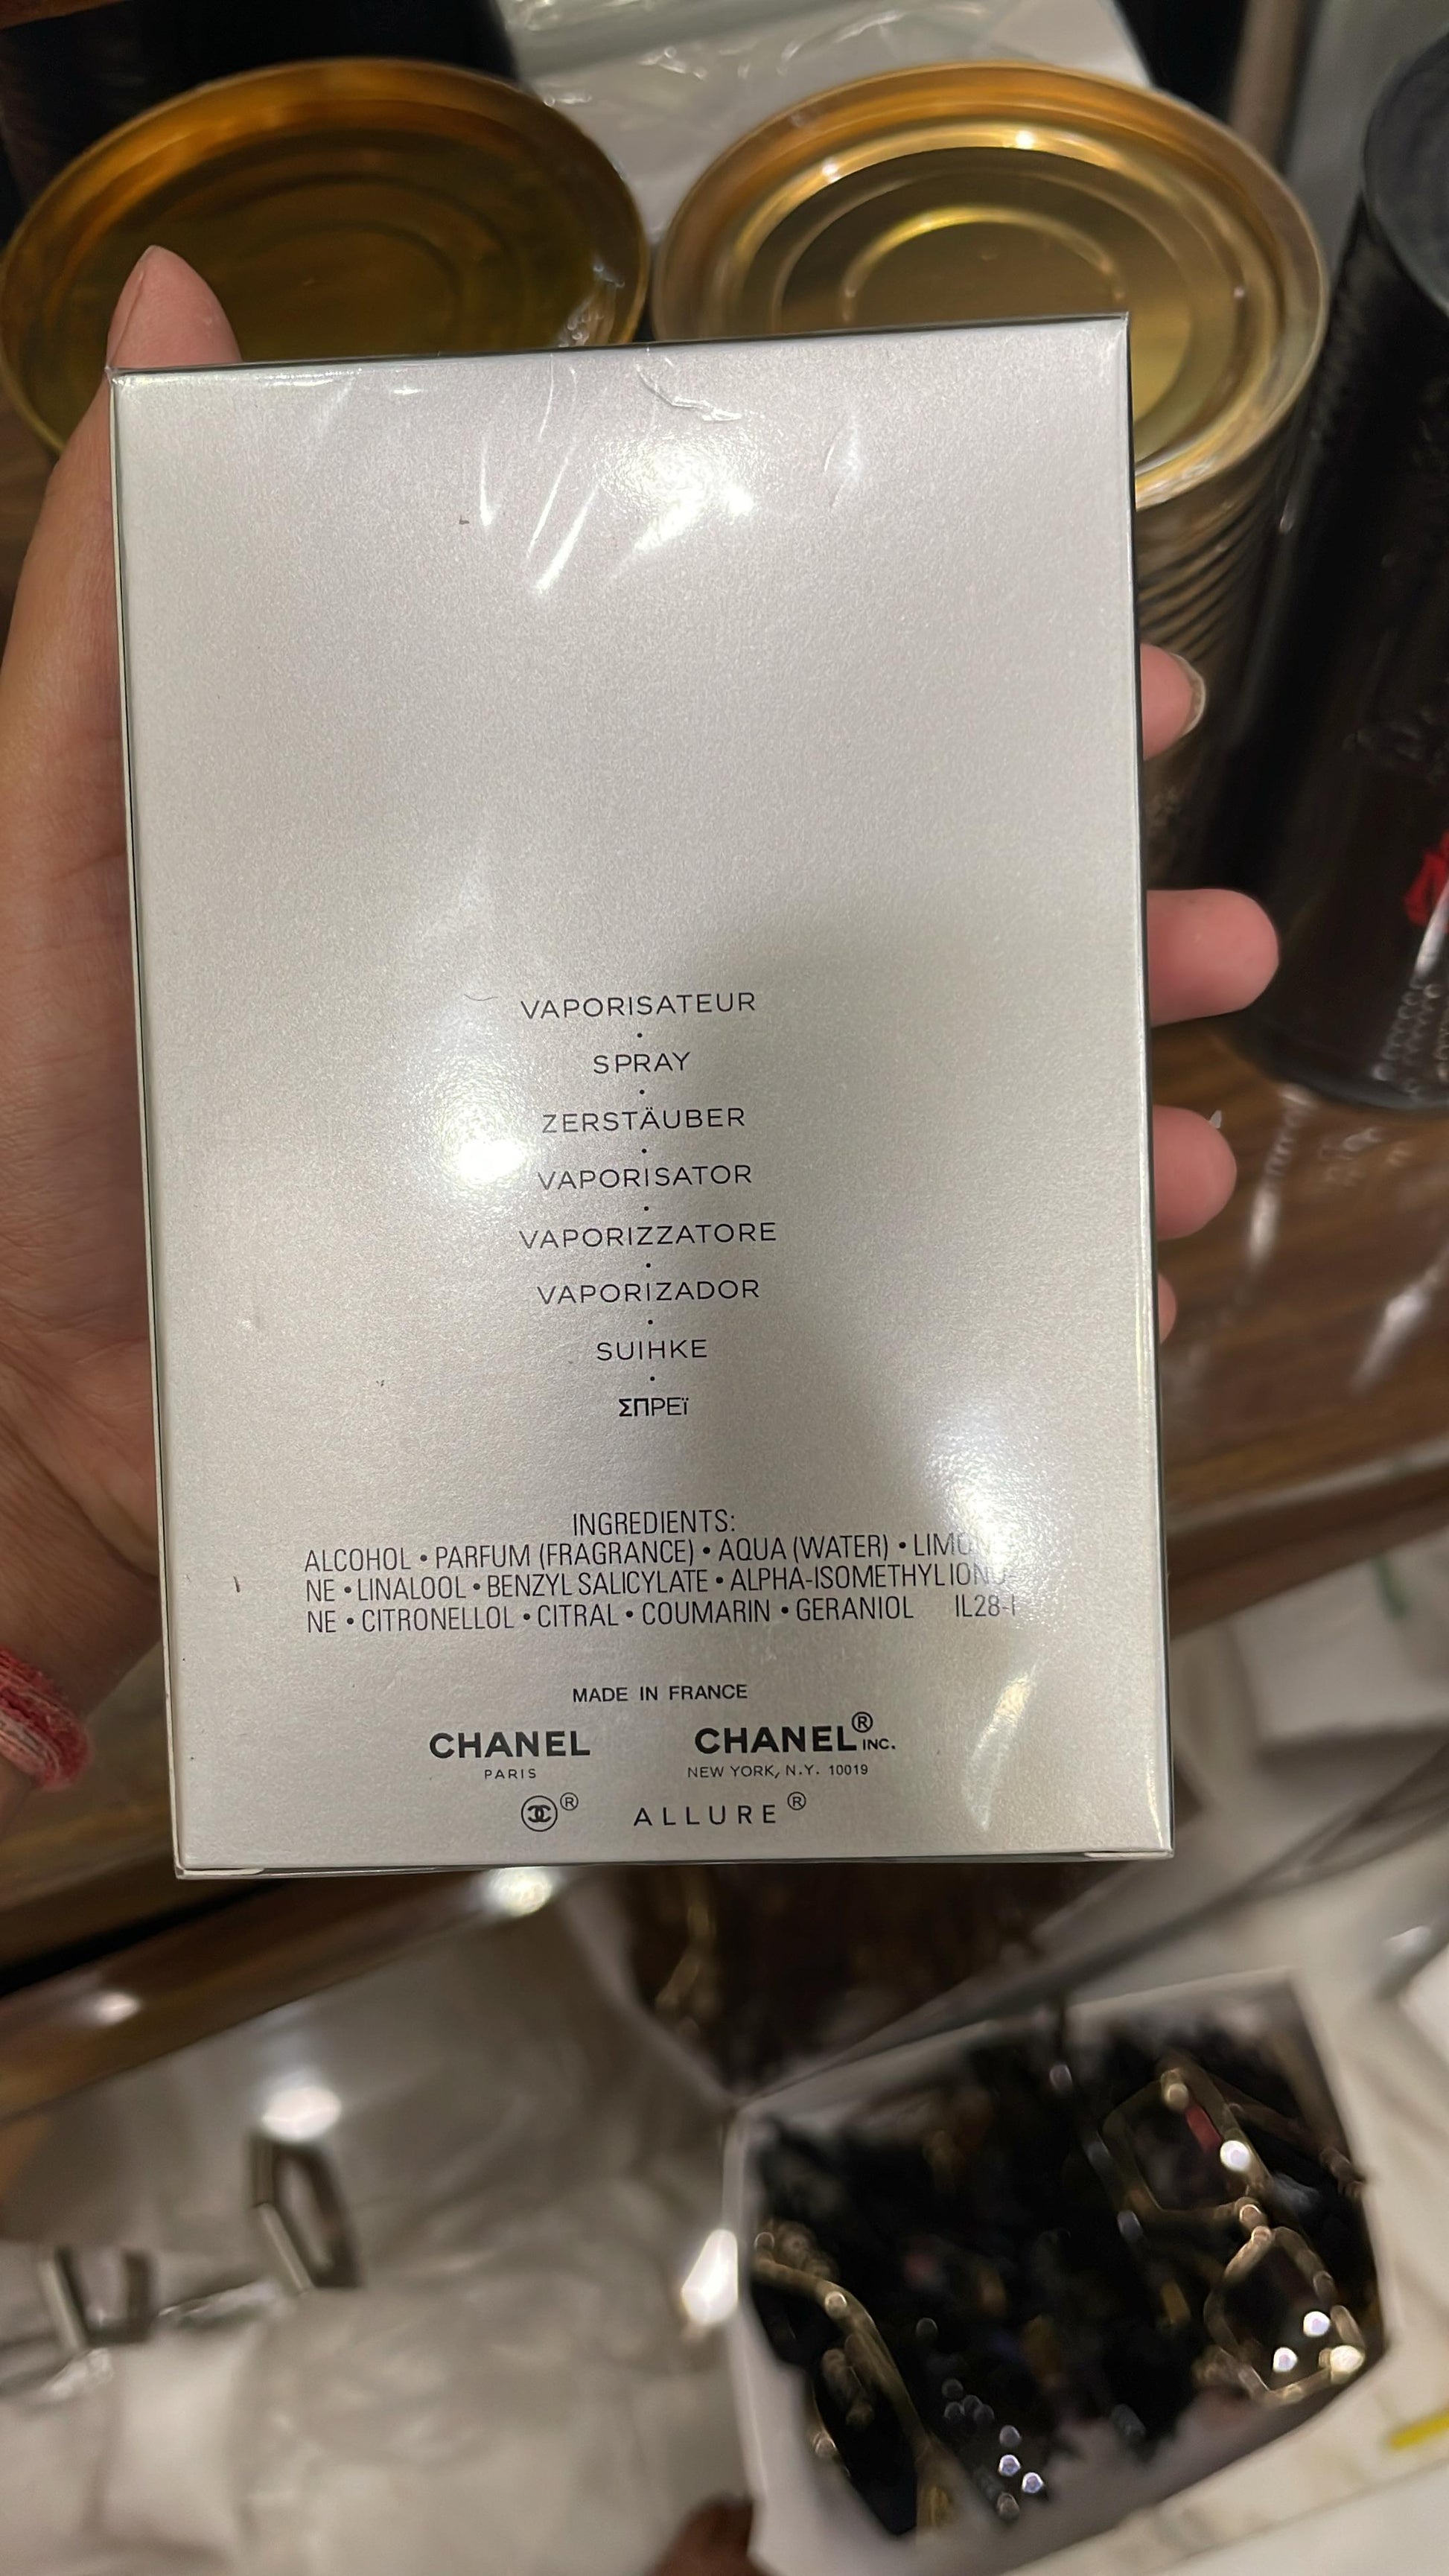 VAPORISATEUR
•
SPRAY
•
ZERSTÄUBER
•
VAPORISATOR
•
VAPORIZZATORE
•
VAPORIZADOR
•
SUIHKE
•
ΣΠΡΕϊ
INGREDIENTS:
ALCOHOL • PARFUM (FRAGRANCE) • AQUA (WATER) •
NE • LINALOOL • BENZYL SALICYLATE • ALPHA-ISOMETHYL IONO-
NE • CITRONELLOL • CITRAL • COUMARIN • GERANIOL
MADE IN FRANCE
CHANEL CHANEL® INC.
PARIS NEW YORK, N.Y. 10019
® ALLURE®